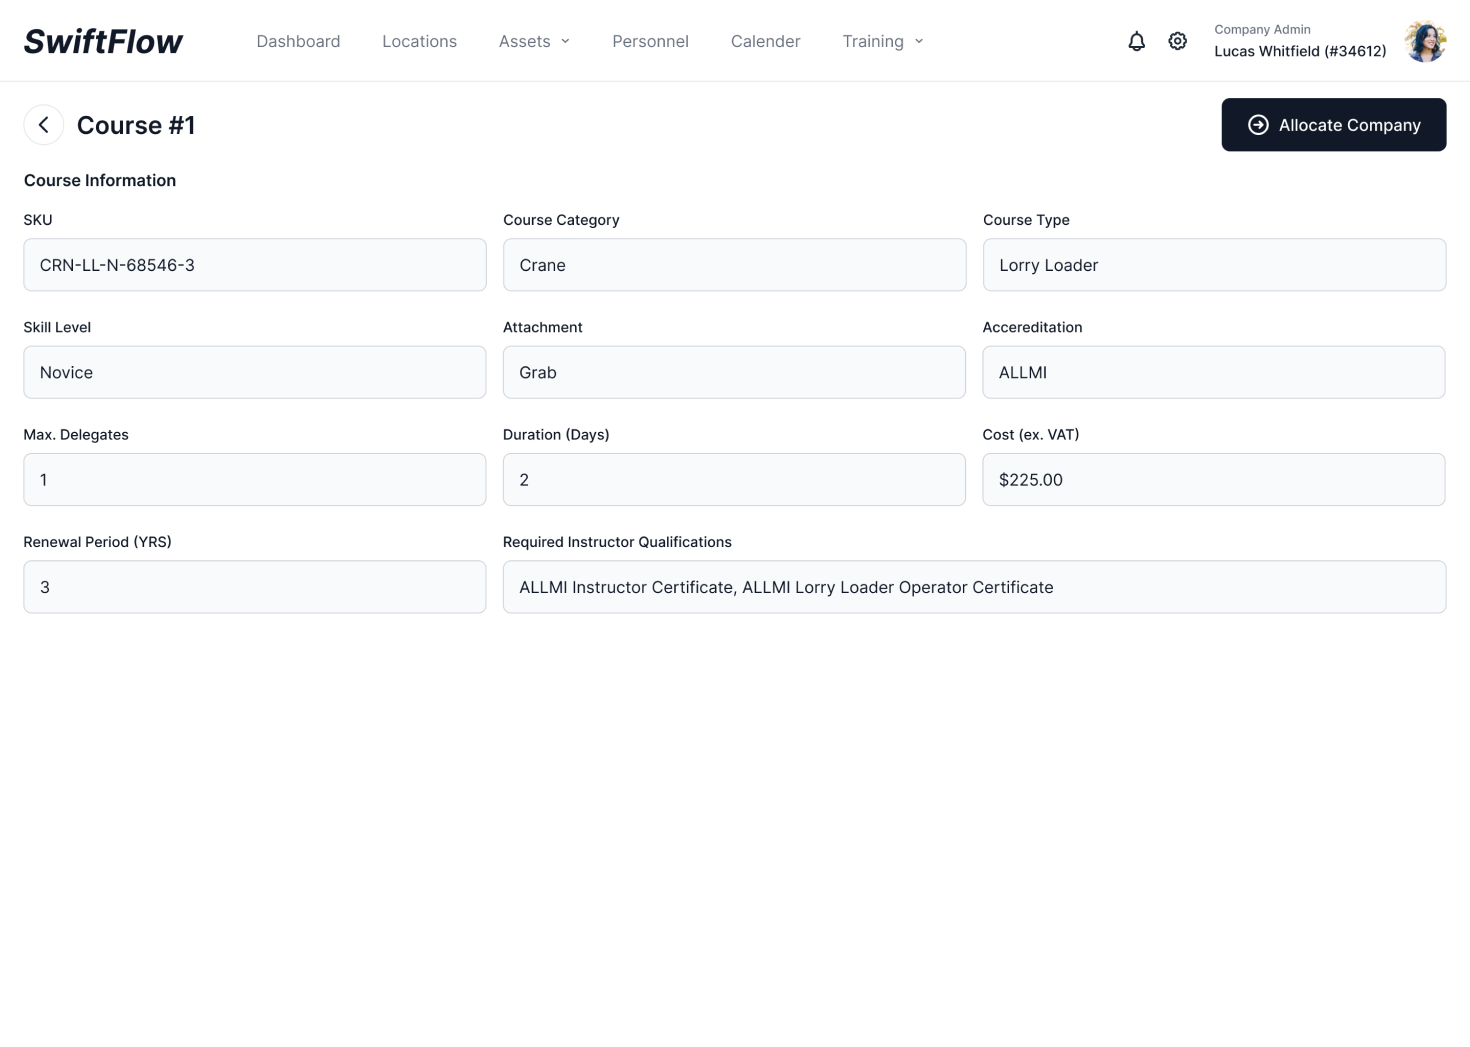 SwiftFlow
Dashboard
Locations
Assets
Personnel
Calender
Training
Company Admin
Lucas Whitfield (#34612)
Course #1
Allocate Company
Course Information
SKU
Course Category
Course Type
CRN-LL-N-68546-3
Crane
Lorry Loader
Skill Level
Attachment
Accereditation
Novice
Grab
ALLMI
Max. Delegates
Duration (Days)
Cost (ex. VAT)
1
2
$225.00
Renewal Period (YRS)
Required Instructor Qualifications
3
ALLMI Instructor Certificate, ALLMI Lorry Loader Operator Certificate